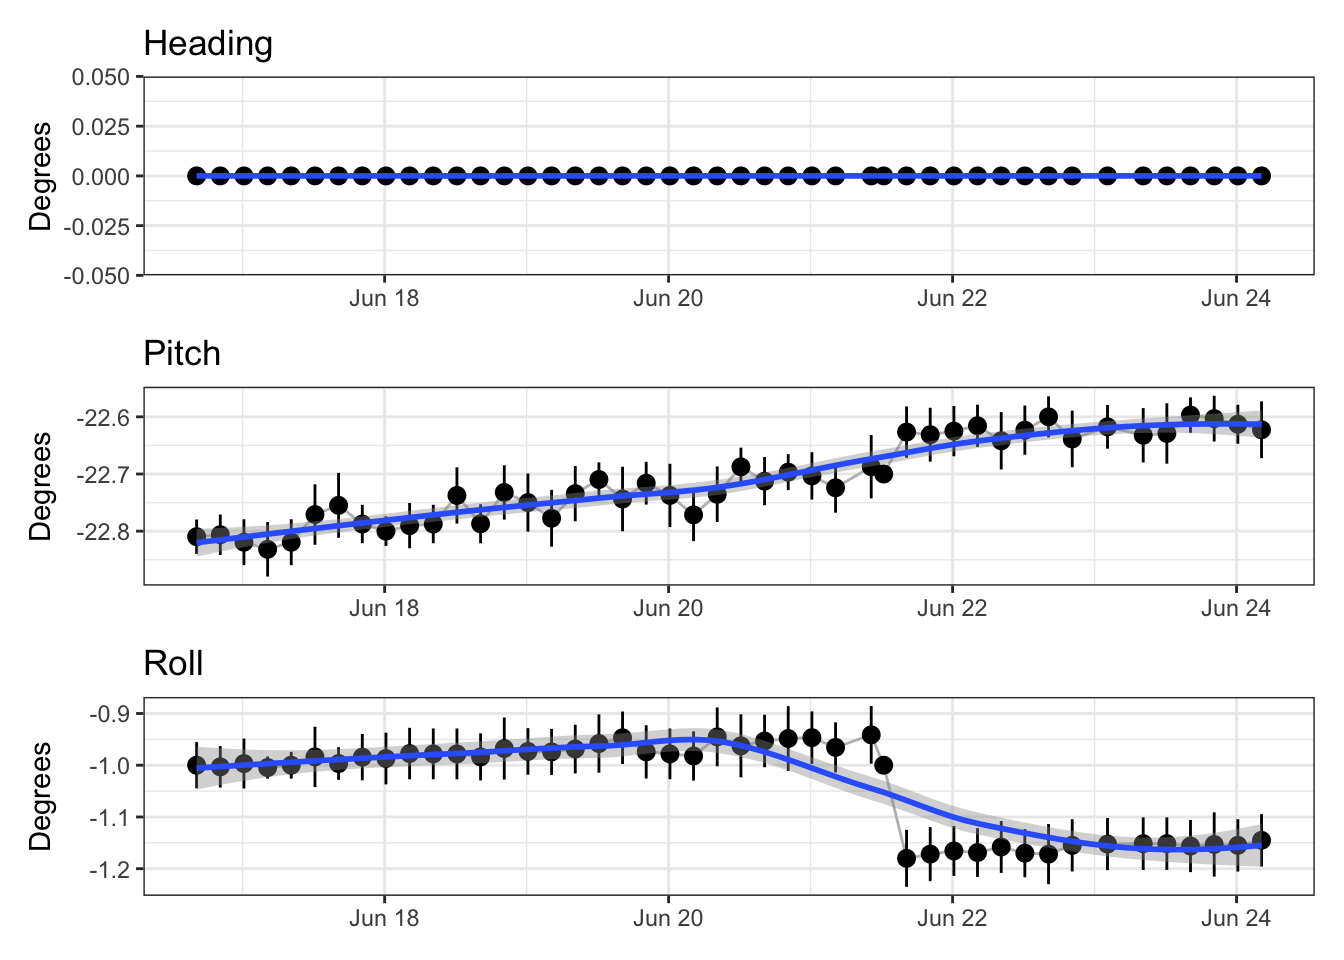 Heading
Degrees
0.050
0.025
0.000
-0.025
-0.050
Jun 18 Jun 20 Jun 22 Jun 24
Pitch
Degrees
-22.6
-22.7
-22.8
Jun 18 Jun 20 Jun 22 Jun 24
Roll
Degrees
-0.9
-1.0
-1.1
-1.2
Jun 18 Jun 20 Jun 22 Jun 24